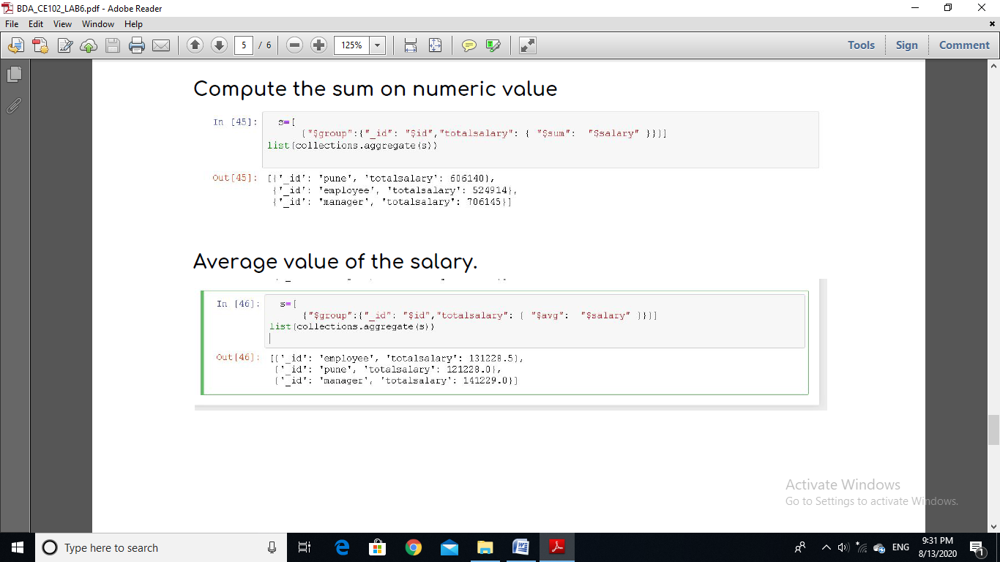 BDA_CE102_LAB6.pdf - Adobe Reader
File Edit View Window Help
5 / 6 125% Tools Sign Comment
Compute the sum on numeric value
In [45]: s=[
{"$group":{"_id": "$id","totalsalary": { "$sum": "$salary" }}}]
list(collections.aggregate(s))
Out[45]: [{'_id': 'pune', 'totalsalary': 606140},
{'_id': 'employee', 'totalsalary': 524914},
{'_id': 'manager', 'totalsalary': 706145}]
Average value of the salary.
In [46]: s=[
{"$group":{"_id": "$id","totalsalary": { "$avg": "$salary" }}}]
list(collections.aggregate(s))
Out[46]: [{'_id': 'employee', 'totalsalary': 131228.5},
{'_id': 'pune', 'totalsalary': 121228.0},
{'_id': 'manager', 'totalsalary': 141229.0}]
Activate Windows
Go to Settings to activate Windows.
Type here to search
ENG
9:31 PM
8/13/2020
1